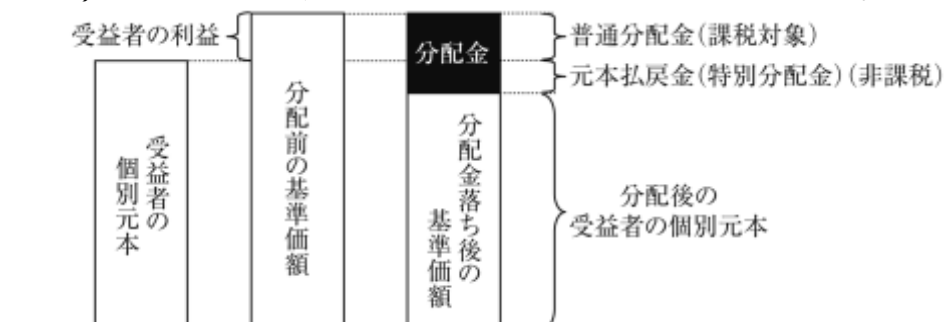 受益者の利益
受益者の
個別元本
分配前の基準価額
分配金
分配金落ち後の
基準価額
普通分配金(課税対象)
元本払戻金(特別分配金)(非課税)
分配後の
受益者の個別元本